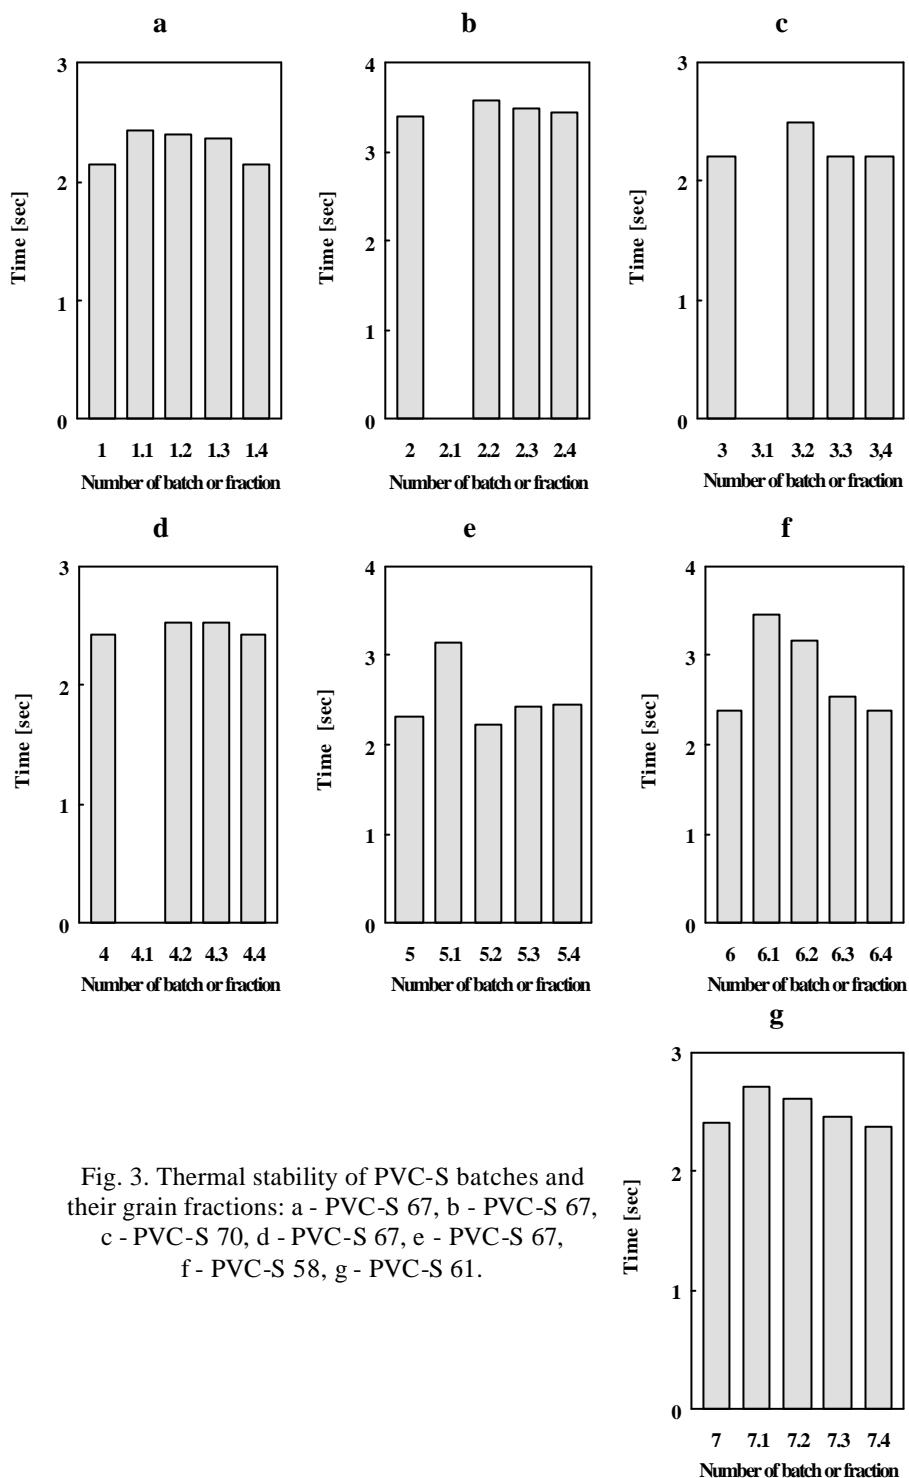 a
3
2
1
0
Time [sec]
1 1.1 1.2 1.3 1.4
Number of batch or fraction
b
4
3
2
1
0
Time [sec]
2 2.1 2.2 2.3 2.4
Number of batch or fraction
c
3
2
1
0
Time [sec]
3 3.1 3.2 3.3 3,4
Number of batch or fraction
d
3
2
1
0
Time [sec]
4 4.1 4.2 4.3 4.4
Number of batch or fraction
e
4
3
2
1
0
Time [sec]
5 5.1 5.2 5.3 5.4
Number of batch or fraction
f
4
3
2
1
0
Time [sec]
6 6.1 6.2 6.3 6.4
Number of batch or fraction
g
3
2
1
0
Time [sec]
7 7.1 7.2 7.3 7.4
Number of batch or fraction
Fig. 3. Thermal stability of PVC-S batches and
their grain fractions: a - PVC-S 67, b - PVC-S 67,
c - PVC-S 70, d - PVC-S 67, e - PVC-S 67,
f - PVC-S 58, g - PVC-S 61.